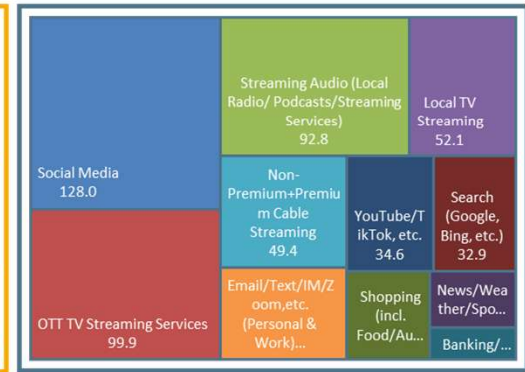 Social Media
128.0
OTT TV Streaming Services
99.9
Streaming Audio (Local
Radio/ Podcasts/Streaming
Services)
92.8
Local TV
Streaming
52.1
Non-
Premium+Premiu
m Cable
Streaming
49.4
YouTube/T
ikTok, etc.
34.6
Search
(Google,
Bing, etc.)
32.9
Email/Text/IM/Z
oom,etc.
(Personal &
Work)...
Shopping
(incl.
Food/Au...
News/Wea
ther/Spo...
Banking/...